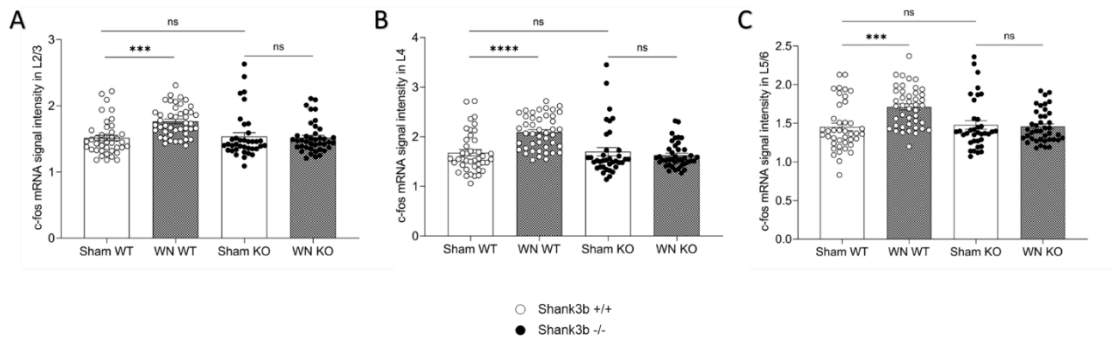 A
c-fos mRNA signal intensity in L2/3
3
2
1
0
ns
***
ns
Sham WT
WN WT
Sham KO
WN KO
B
c-fos mRNA signal intensity in L4
4
3
2
1
0
ns
****
ns
Sham WT
WN WT
Sham KO
WN KO
C
c-fos mRNA signal intensity in L5/6
2.5
2.0
1.5
1.0
0.5
0.0
ns
***
ns
Sham WT
WN WT
Sham KO
WN KO
Shank3b +/+
Shank3b -/-